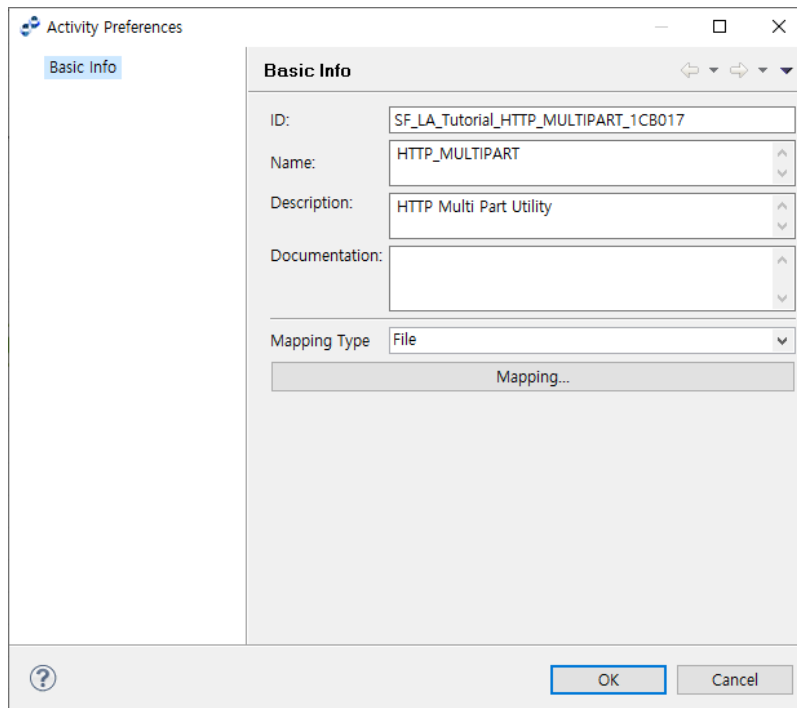 Activity Preferences
Basic Info
Basic Info
ID:
SF_LA_Tutorial_HTTP_MULTIPART_1CB017
Name:
HTTP_MULTIPART
Description:
HTTP Multi Part Utility
Documentation:
Mapping Type
File
Mapping...
?
OK
Cancel